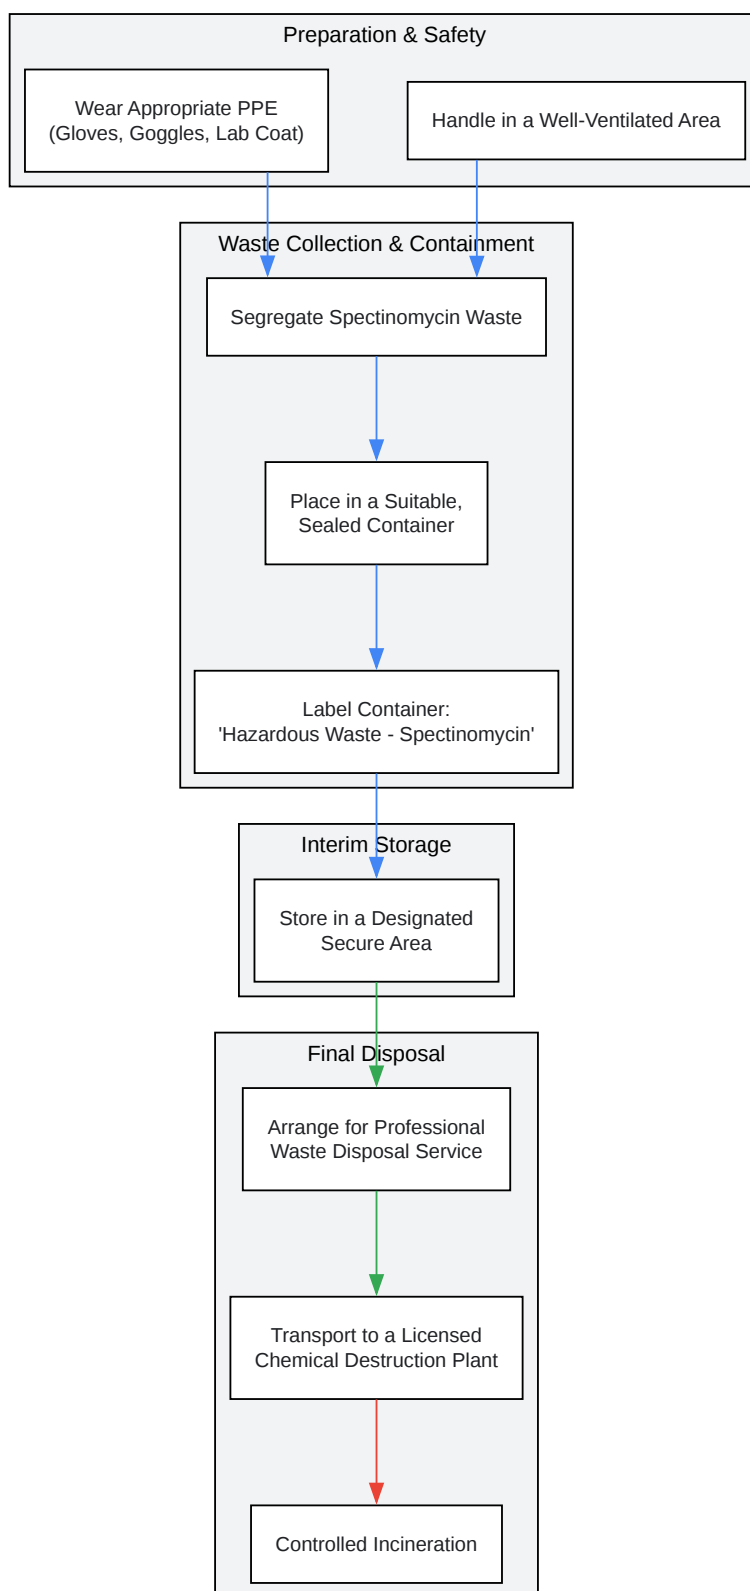 Preparation & Safety
Wear Appropriate PPE
(Gloves, Goggles, Lab Coat)
Handle in a Well-Ventilated Area
Waste Collection & Containment
Segregate Spectinomycin Waste
Place in a Suitable,
Sealed Container
Label Container:
'Hazardous Waste - Spectinomycin'
Interim Storage
Store in a Designated
Secure Area
Final Disposal
Arrange for Professional
Waste Disposal Service
Transport to a Licensed
Chemical Destruction Plant
Controlled Incineration